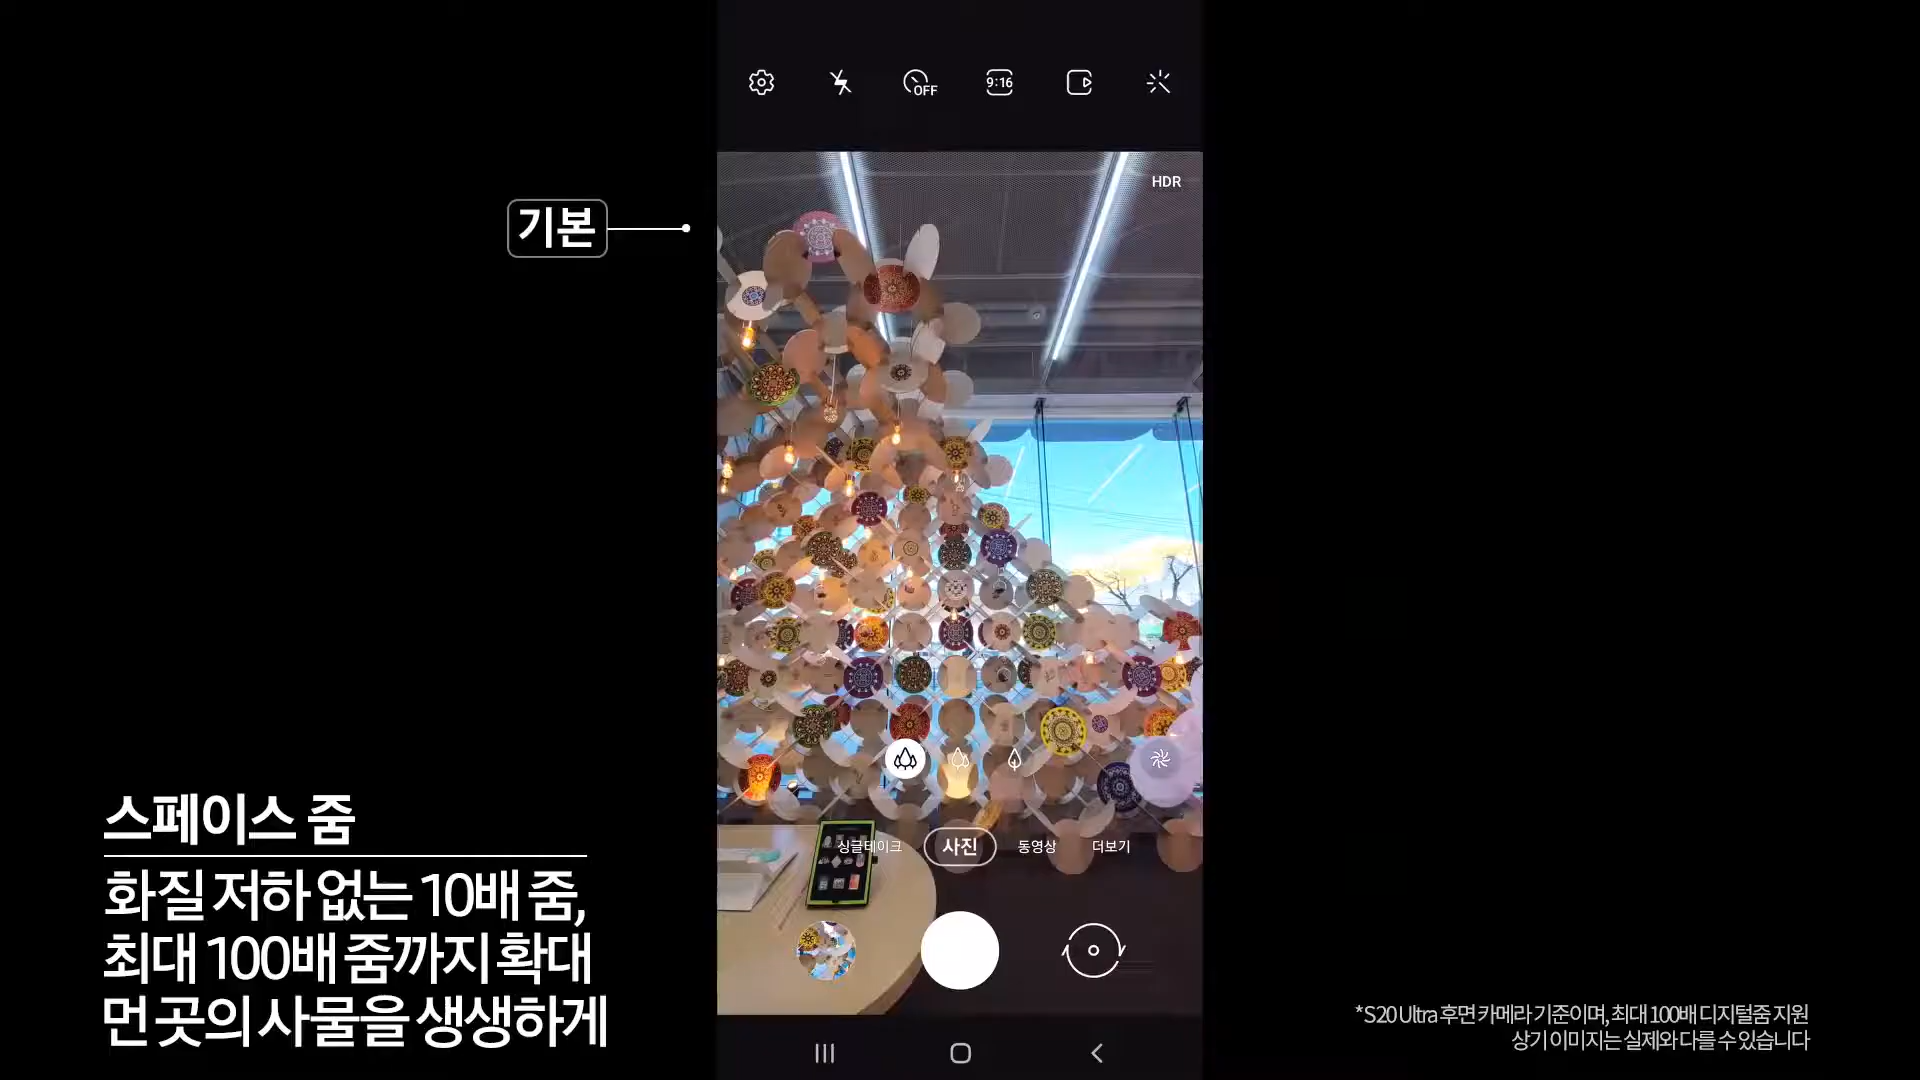 OFF
9:16
HDR
기본
싱글테이크 사진 동영상 더보기
스페이스 줌
화질 저하 없는 10배 줌,
최대 100배 줌까지 확대
먼 곳의 사물을 생생하게
*S20 Ultra 후면 카메라 기준이며, 최대 100배 디지털줌 지원
상기 이미지는 실제와 다를 수 있습니다